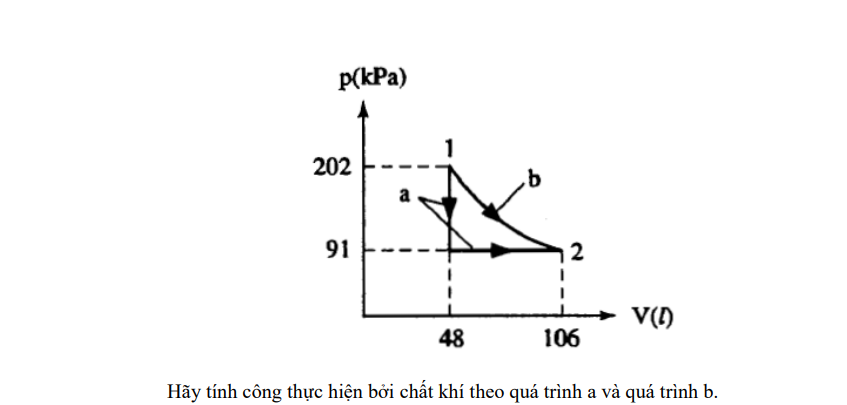 p(kPa)
1
202
b
a
91
2
V(l)
48
106
Hãy tính công thực hiện bởi chất khí theo quá trình a và quá trình b.